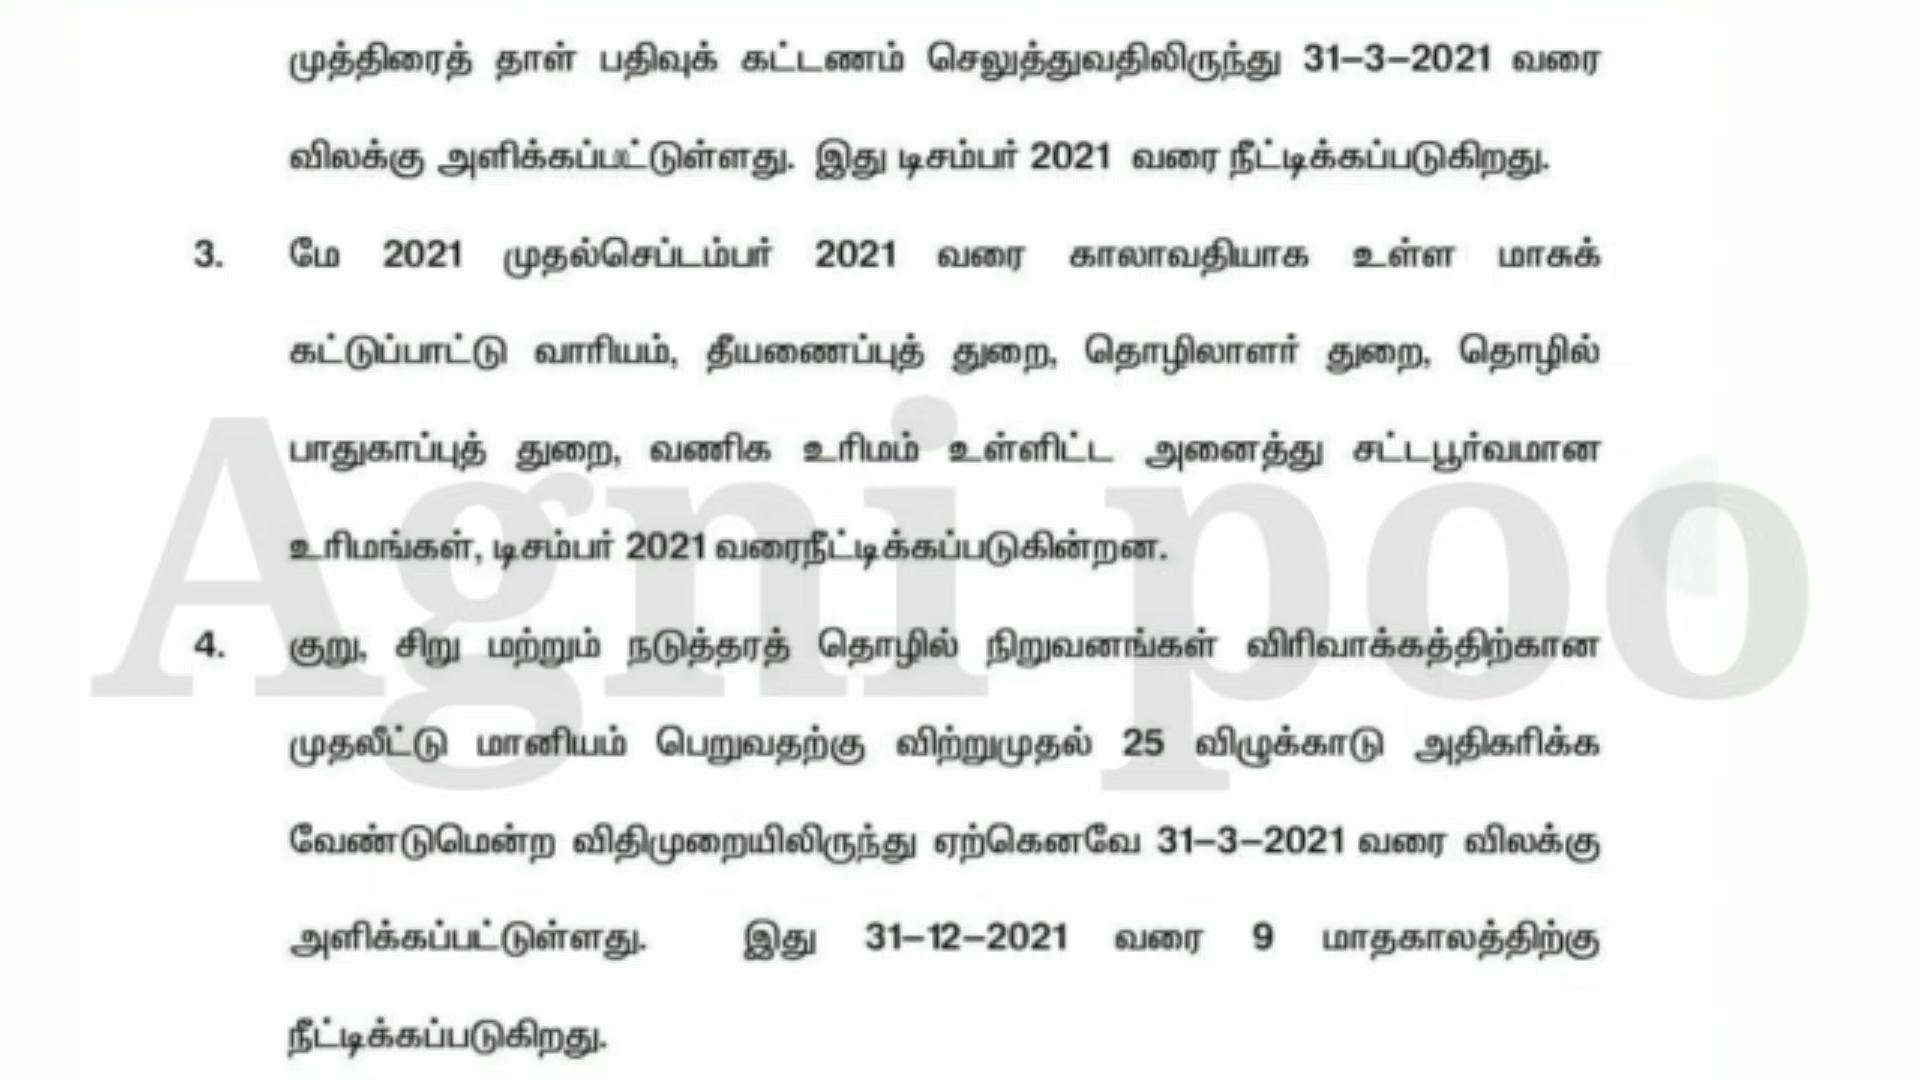 முத்திரைத் தாள் பதிவுக் கட்டணம் செலுத்துவதிலிருந்து 31–3–2021 வரை
விலக்கு அளிக்கப்பட்டுள்ளது. இது டிசம்பர் 2021 வரை நீட்டிக்கப்படுகிறது.
3. மே 2021 முதல்செப்டம்பர் 2021 வரை காலாவதியாக உள்ள மாசுக்
கட்டுப்பாட்டு வாரியம், தீயணைப்புத் துறை, தொழிலாளர் துறை, தொழில்
பாதுகாப்புத் துறை, வணிக உரிமம் உள்ளிட்ட அனைத்து சட்டபூர்வமான
உரிமங்கள், டிசம்பர் 2021 வரைநீட்டிக்கப்படுகின்றன.
Agni poo
4. குறு, சிறு மற்றும் நடுத்தரத் தொழில் நிறுவனங்கள் விரிவாக்கத்திற்கான
முதலீட்டு மானியம் பெறுவதற்கு விற்றுமுதல் 25 விழுக்காடு அதிகரிக்க
வேண்டுமென்ற விதிமுறையிலிருந்து ஏற்கெனவே 31–3–2021 வரை விலக்கு
அளிக்கப்பட்டுள்ளது. இது 31–12–2021 வரை 9 மாதகாலத்திற்கு
நீட்டிக்கப்படுகிறது.